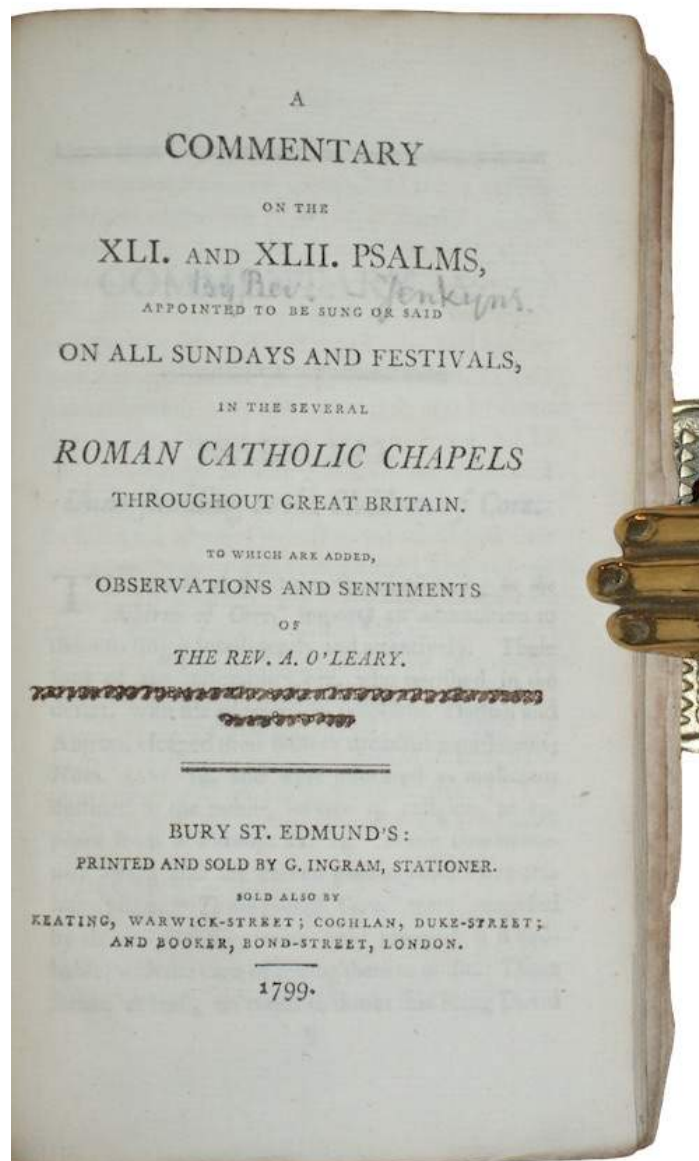 A
COMMENTARY
ON THE
XLI. AND XLII. PSALMS,
by Rev: — Jenkyns.
APPOINTED TO BE SUNG OR SAID
ON ALL SUNDAYS AND FESTIVALS,
IN THE SEVERAL
ROMAN CATHOLIC CHAPELS
THROUGHOUT GREAT BRITAIN.
TO WHICH ARE ADDED,
OBSERVATIONS AND SENTIMENTS
OF
THE REV. A. O'LEARY.
BURY ST. EDMUND'S:
PRINTED AND SOLD BY G. INGRAM, STATIONER.
SOLD ALSO BY
KEATING, WARWICK-STREET; COGHLAN, DUKE-STREET;
AND BOOKER, BOND-STREET, LONDON.
1799.